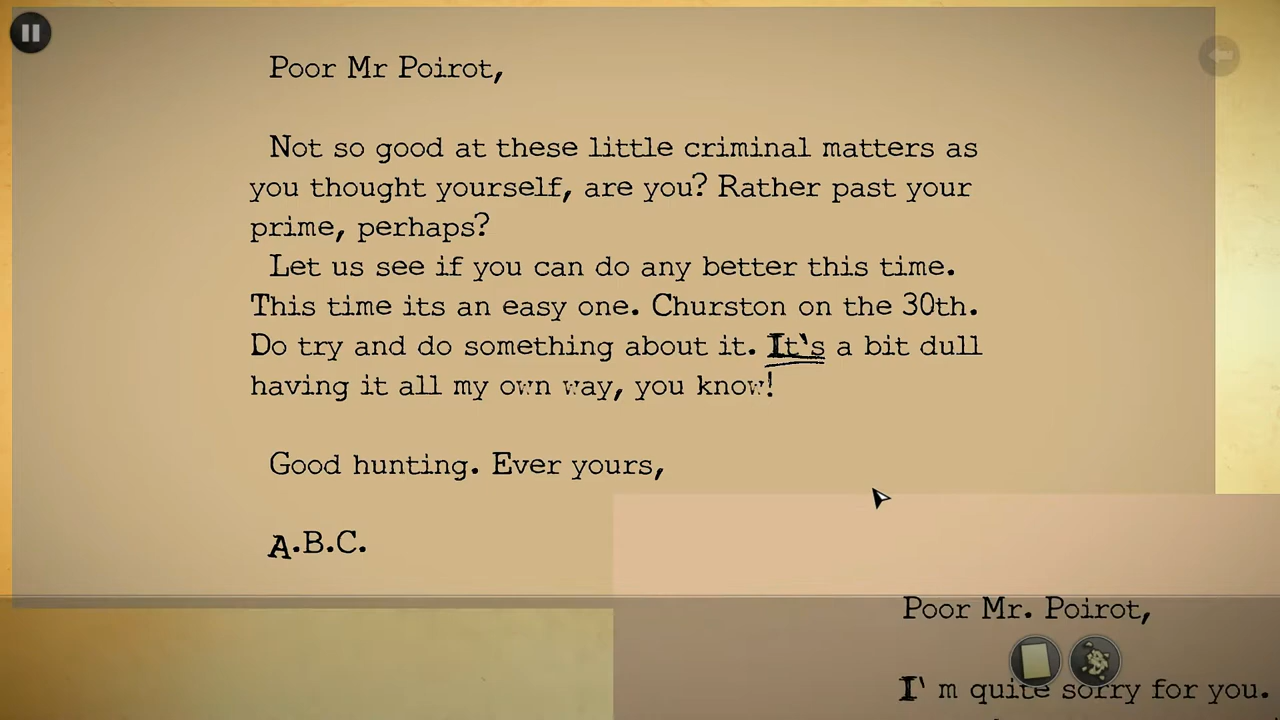 Poor Mr Poirot,
Not so good at these little criminal matters as
you thought yourself, are you? Rather past your
prime, perhaps?
Let us see if you can do any better this time.
This time its an easy one. Churston on the 30th.
Do try and do something about it. It's a bit dull
having it all my own way, you know!
Good hunting. Ever yours,
A.B.C.
Poor Mr. Poirot,
I' m quite sorry for you.